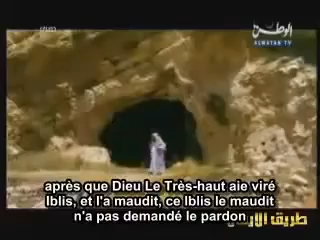 الوطن
ALWATAN TV
après que Dieu Le Très-haut aie viré
Iblis, et l'a maudit, ce Iblis le maudit
n'a pas demandé le pardon